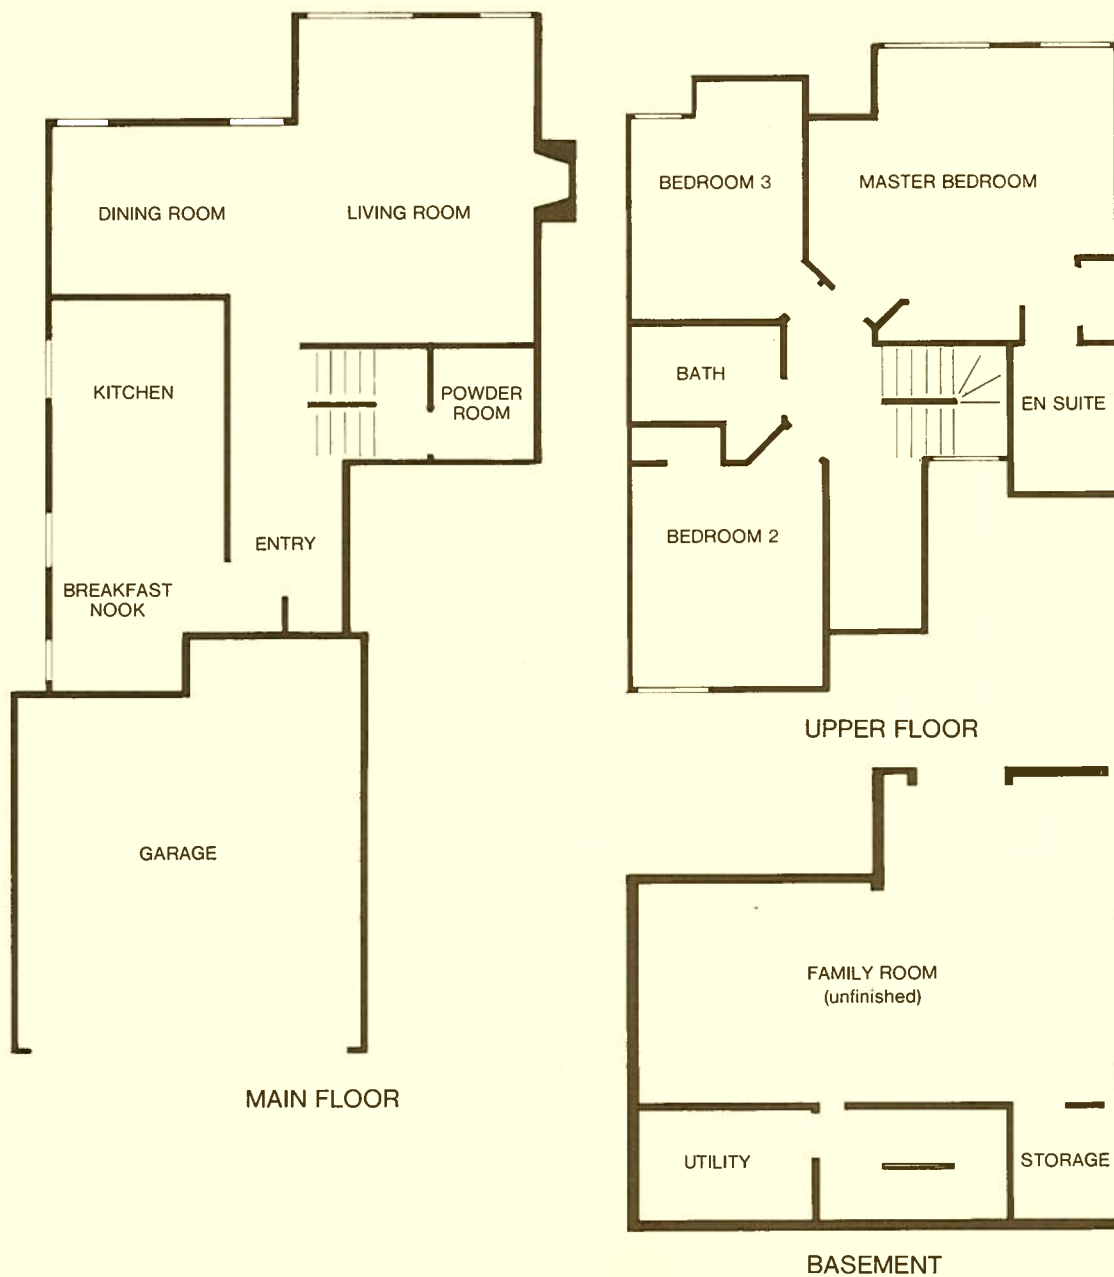 DINING ROOM
LIVING ROOM
KITCHEN
POWDER
ROOM
ENTRY
BREAKFAST
NOOK
GARAGE
MAIN FLOOR
BEDROOM 3
MASTER BEDROOM
BATH
EN SUITE
BEDROOM 2
UPPER FLOOR
FAMILY ROOM
(unfinished)
UTILITY
STORAGE
BASEMENT